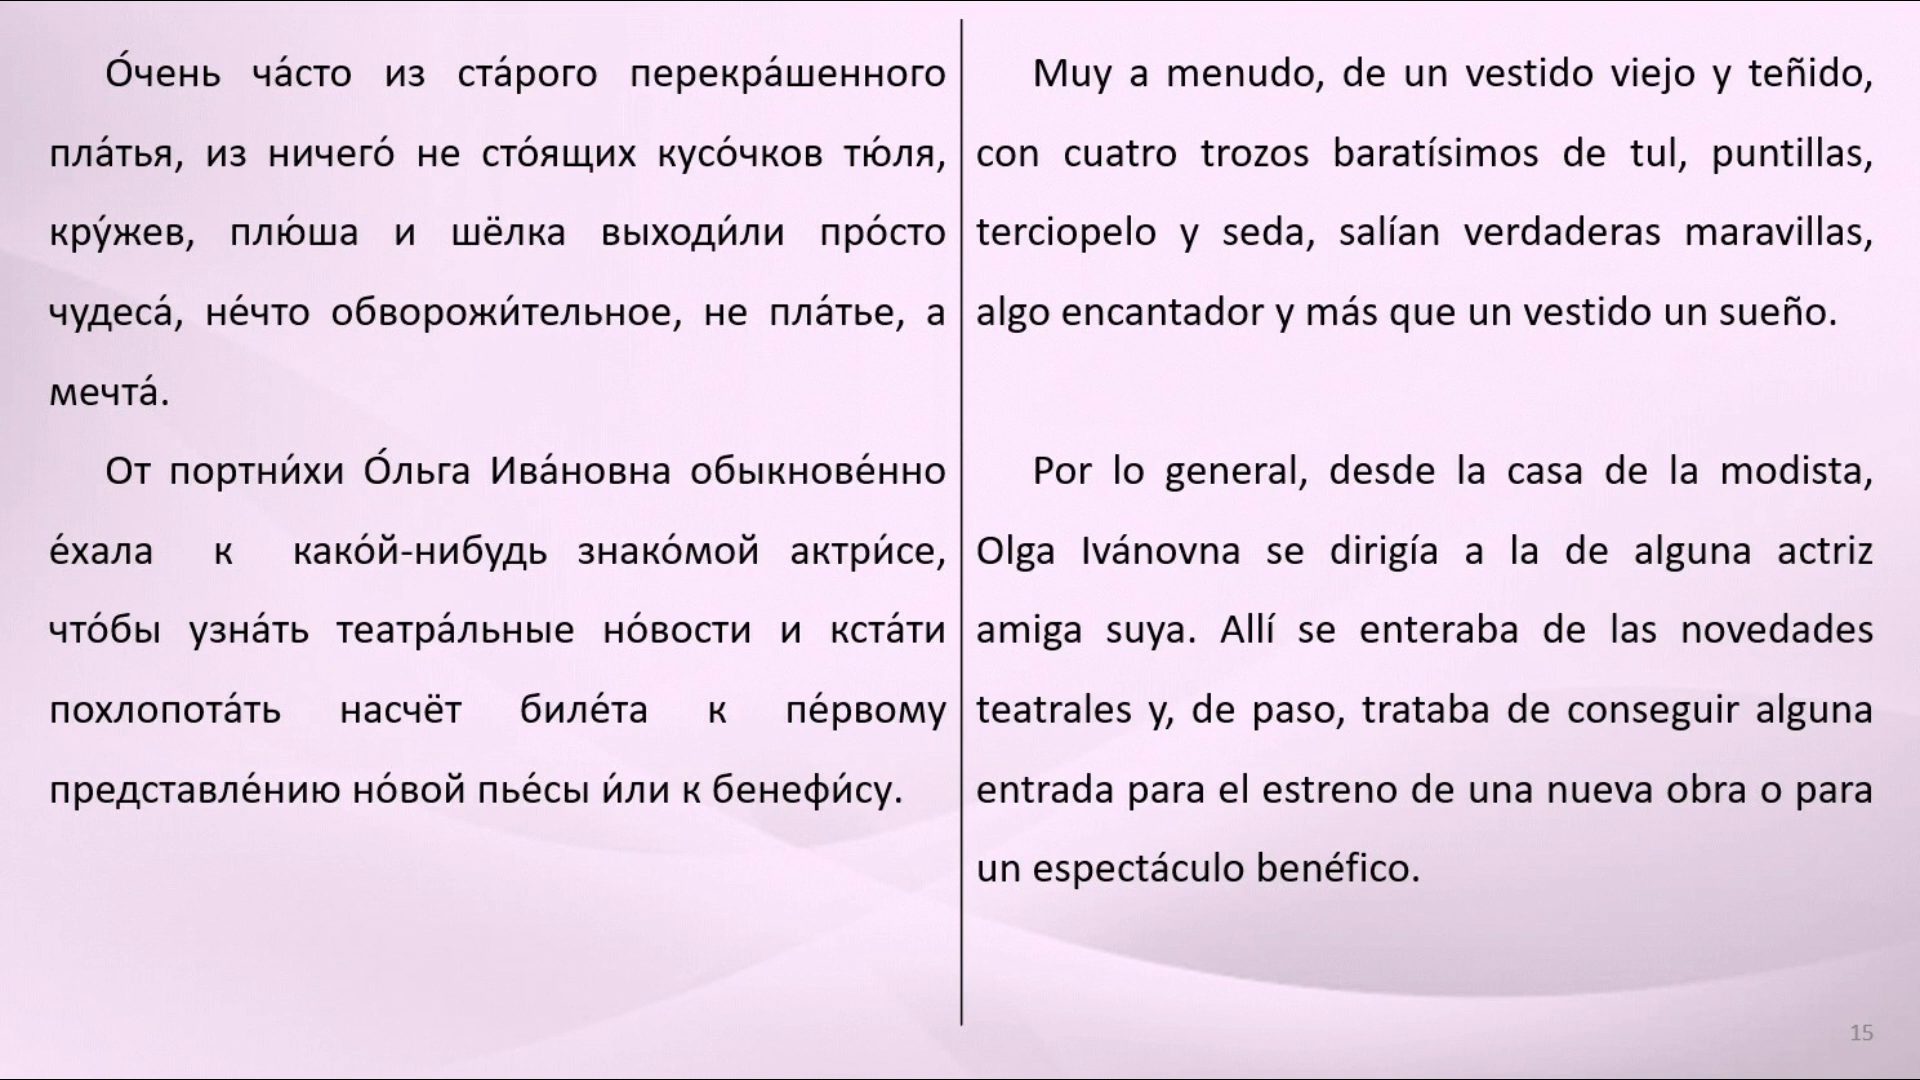 О́чень ча́сто из ста́рого перекра́шенного
пла́тья, из ничего́ не сто́ящих кусо́чков тю́ля,
кру́жев, плю́ша и шёлка выходи́ли про́сто
чудеса́, не́что обворожи́тельное, не пла́тье, а
мечта́.
От портни́хи О́льга Ива́новна обыкнове́нно
е́хала к како́й-нибудь знако́мой актри́се,
что́бы узна́ть театра́льные но́вости и кста́ти
похлопота́ть насчёт биле́та к пе́рвому
представле́нию но́вой пье́сы и́ли к бенефи́су.
Muy a menudo, de un vestido viejo y teñido,
con cuatro trozos baratísimos de tul, puntillas,
terciopelo y seda, salían verdaderas maravillas,
algo encantador y más que un vestido un sueño.
Por lo general, desde la casa de la modista,
Olga Ivánovna se dirigía a la de alguna actriz
amiga suya. Allí se enteraba de las novedades
teatrales y, de paso, trataba de conseguir alguna
entrada para el estreno de una nueva obra o para
un espectáculo benéfico.
15